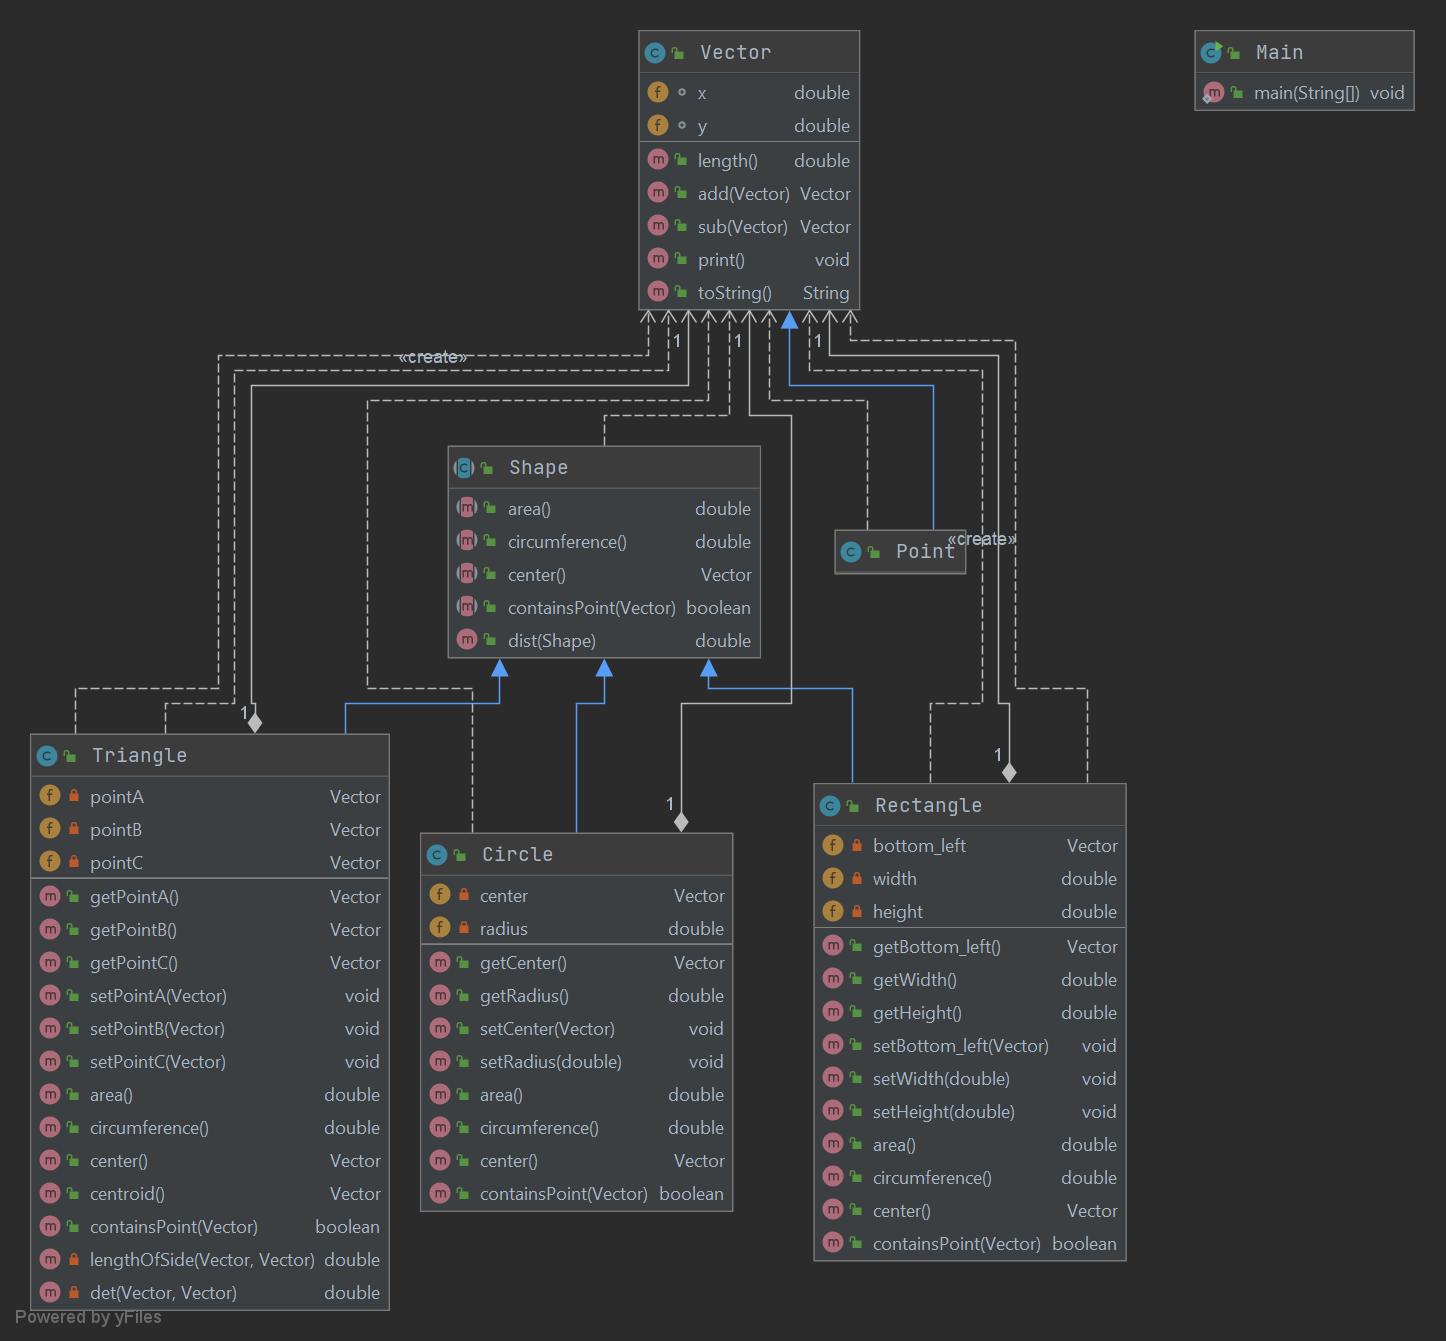 Vector
x double
y double
length() double
add(Vector) Vector
sub(Vector) Vector
print() void
toString() String
Main
main(String[]) void
1
1
1
«create»
Shape
area() double
circumference() double
center() Vector
containsPoint(Vector) boolean
dist(Shape) double
Point
«create»
1
Triangle
pointA Vector
pointB Vector
pointC Vector
getPointA() Vector
getPointB() Vector
getPointC() Vector
setPointA(Vector) void
setPointB(Vector) void
setPointC(Vector) void
area() double
circumference() double
center() Vector
centroid() Vector
containsPoint(Vector) boolean
lengthOfSide(Vector, Vector) double
det(Vector, Vector) double
1
Circle
center Vector
radius double
getCenter() Vector
getRadius() double
setCenter(Vector) void
setRadius(double) void
area() double
circumference() double
center() Vector
containsPoint(Vector) boolean
1
Rectangle
bottom_left Vector
width double
height double
getBottom_left() Vector
getWidth() double
getHeight() double
setBottom_left(Vector) void
setWidth(double) void
setHeight(double) void
area() double
circumference() double
center() Vector
containsPoint(Vector) boolean
Powered by yFiles